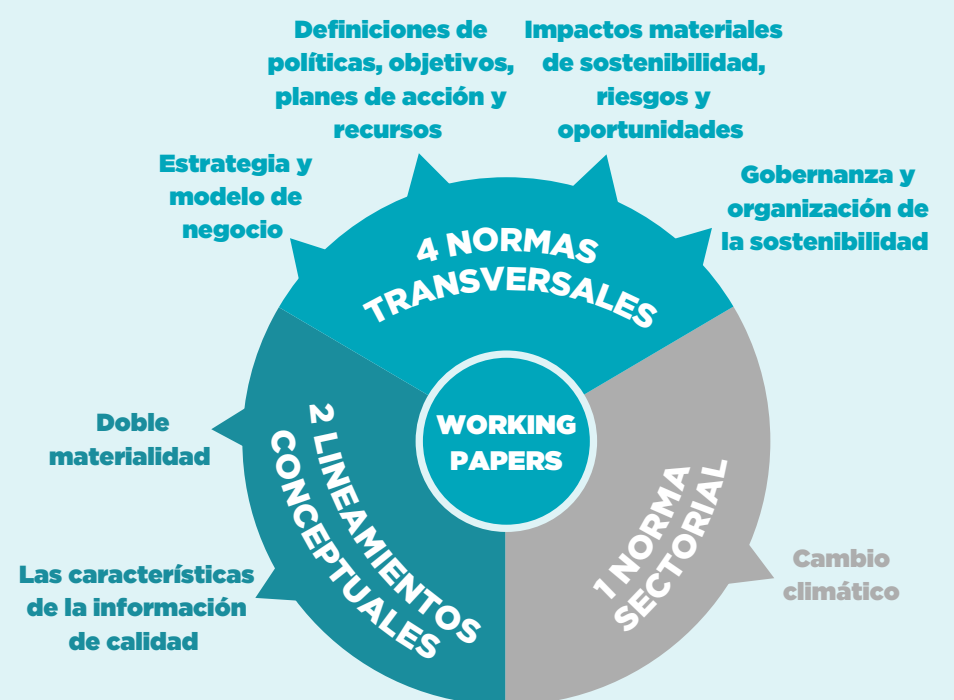 Definiciones de
políticas, objetivos,
planes de acción y
recursos
Impactos materiales
de sostenibilidad,
riesgos y
oportunidades
Estrategia y
modelo de
negocio
Gobernanza y
organización de
la sostenibilidad
4 NORMAS
TRANSVERSALES
WORKING
PAPERS
2 LINEAMIENTOS
CONCEPTUALES
1 NORMA
SECTORIAL
Doble
materialidad
Las características
de la información
de calidad
Cambio
climático